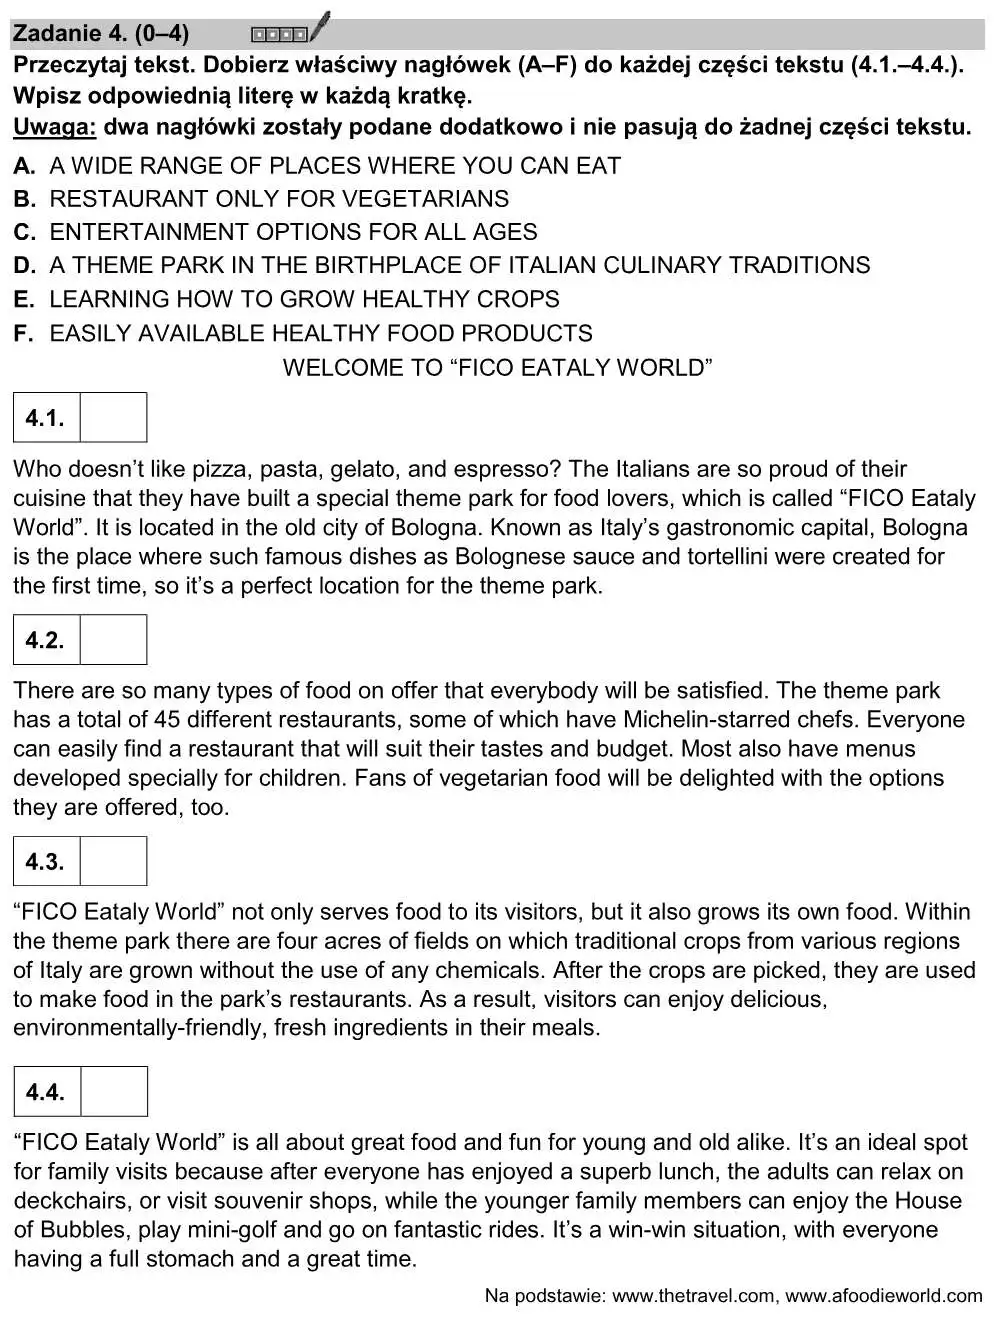 Zadanie 4. (0–4)
Przeczytaj tekst. Dobierz właściwy nagłówek (A–F) do każdej części tekstu (4.1.–4.4.).
Wpisz odpowiednią literę w każdą kratkę.
Uwaga: dwa nagłówki zostały podane dodatkowo i nie pasują do żadnej części tekstu.
A. A WIDE RANGE OF PLACES WHERE YOU CAN EAT
B. RESTAURANT ONLY FOR VEGETARIANS
C. ENTERTAINMENT OPTIONS FOR ALL AGES
D. A THEME PARK IN THE BIRTHPLACE OF ITALIAN CULINARY TRADITIONS
E. LEARNING HOW TO GROW HEALTHY CROPS
F. EASILY AVAILABLE HEALTHY FOOD PRODUCTS
WELCOME TO “FICO EATALY WORLD”
4.1.
Who doesn’t like pizza, pasta, gelato, and espresso? The Italians are so proud of their
cuisine that they have built a special theme park for food lovers, which is called “FICO Eataly
World”. It is located in the old city of Bologna. Known as Italy’s gastronomic capital, Bologna
is the place where such famous dishes as Bolognese sauce and tortellini were created for
the first time, so it’s a perfect location for the theme park.
4.2.
There are so many types of food on offer that everybody will be satisfied. The theme park
has a total of 45 different restaurants, some of which have Michelin-starred chefs. Everyone
can easily find a restaurant that will suit their tastes and budget. Most also have menus
developed specially for children. Fans of vegetarian food will be delighted with the options
they are offered, too.
4.3.
“FICO Eataly World” not only serves food to its visitors, but it also grows its own food. Within
the theme park there are four acres of fields on which traditional crops from various regions
of Italy are grown without the use of any chemicals. After the crops are picked, they are used
to make food in the park’s restaurants. As a result, visitors can enjoy delicious,
environmentally-friendly, fresh ingredients in their meals.
4.4.
“FICO Eataly World” is all about great food and fun for young and old alike. It’s an ideal spot
for family visits because after everyone has enjoyed a superb lunch, the adults can relax on
deckchairs, or visit souvenir shops, while the younger family members can enjoy the House
of Bubbles, play mini-golf and go on fantastic rides. It’s a win-win situation, with everyone
having a full stomach and a great time.
Na podstawie: www.thetravel.com, www.afoodieworld.com